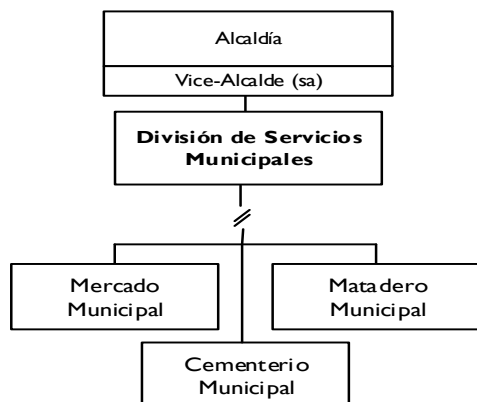 Alcaldía
Vice-Alcalde (sa)
División de Servicios
Municipales
Mercado
Municipal
Matadero
Municipal
Cementerio
Municipal